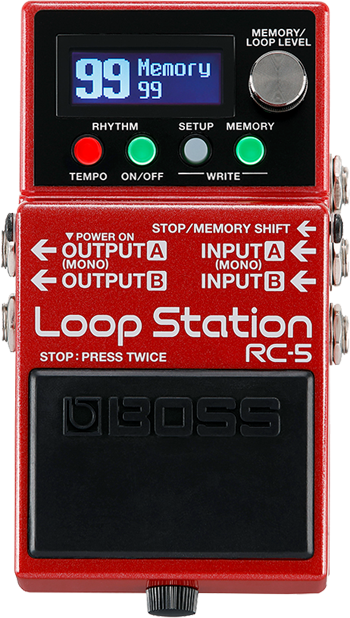 MEMORY/
LOOP LEVEL
99 Memory
99
RHYTHM SETUP MEMORY
TEMPO ON/OFF WRITE
STOP/MEMORY SHIFT ←
▼POWER ON
← OUTPUT A INPUT A ←
(MONO) (MONO)
← OUTPUT B INPUT B ←
Loop Station
RC-5
STOP: PRESS TWICE
BOSS